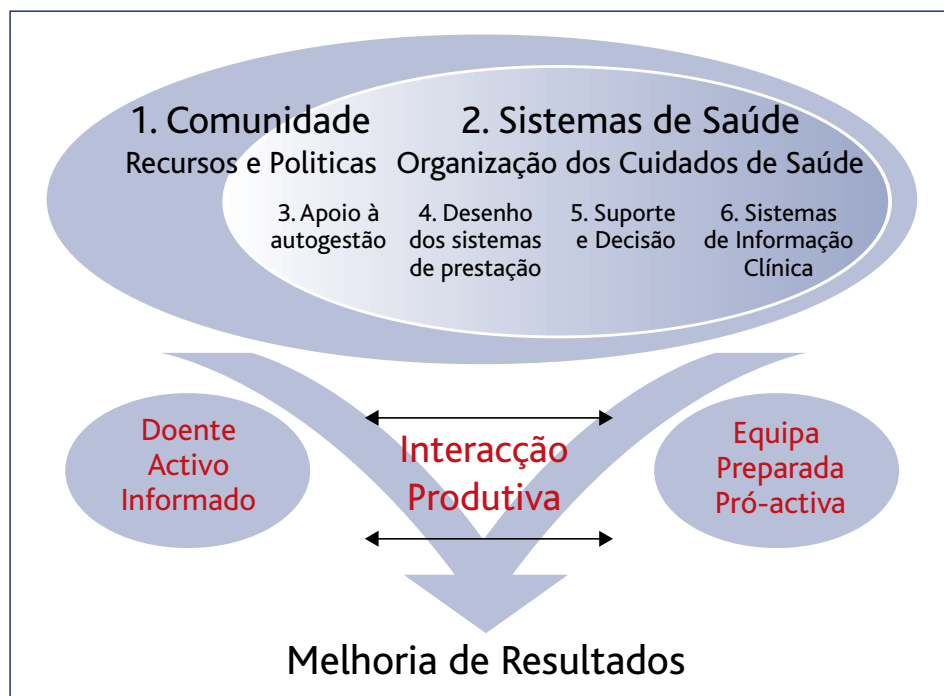 1. Comunidade
Recursos e Politicas
2. Sistemas de Saúde
Organização dos Cuidados de Saúde
3. Apoio à
autogestão
4. Desenho
dos sistemas
de prestação
5. Suporte
e Decisão
6. Sistemas
de Informação
Clínica
Doente
Activo
Informado
Interacção
Produtiva
Equipa
Preparada
Pró-activa
Melhoria de Resultados